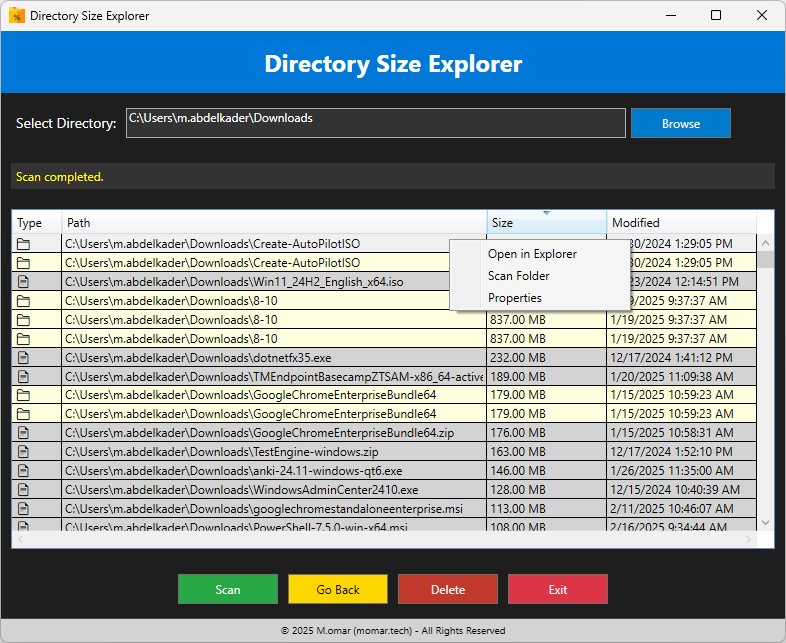 Directory Size Explorer
Directory Size Explorer
Select Directory: C:\Users\m.abdelkader\Downloads Browse
Scan completed.
Type Path Size Modified
C:\Users\m.abdelkader\Downloads\Create-AutoPilotISO 30/2024 1:29:05 PM
C:\Users\m.abdelkader\Downloads\Create-AutoPilotISO 30/2024 1:29:05 PM
C:\Users\m.abdelkader\Downloads\Win11_24H2_English_x64.iso 23/2024 12:14:51 PM
C:\Users\m.abdelkader\Downloads\8-10 9/2025 9:37:37 AM
C:\Users\m.abdelkader\Downloads\8-10 837.00 MB 1/19/2025 9:37:37 AM
C:\Users\m.abdelkader\Downloads\8-10 837.00 MB 1/19/2025 9:37:37 AM
C:\Users\m.abdelkader\Downloads\dotnetfx35.exe 232.00 MB 12/17/2024 1:41:12 PM
C:\Users\m.abdelkader\Downloads\TMEndpointBasecampZTSAM-x86_64-active 189.00 MB 1/20/2025 11:09:38 AM
C:\Users\m.abdelkader\Downloads\GoogleChromeEnterpriseBundle64 179.00 MB 1/15/2025 10:59:23 AM
C:\Users\m.abdelkader\Downloads\GoogleChromeEnterpriseBundle64 179.00 MB 1/15/2025 10:59:23 AM
C:\Users\m.abdelkader\Downloads\GoogleChromeEnterpriseBundle64.zip 176.00 MB 1/15/2025 10:58:31 AM
C:\Users\m.abdelkader\Downloads\TestEngine-windows.zip 163.00 MB 12/17/2024 1:52:10 PM
C:\Users\m.abdelkader\Downloads\anki-24.11-windows-qt6.exe 146.00 MB 1/26/2025 11:35:00 AM
C:\Users\m.abdelkader\Downloads\WindowsAdminCenter2410.exe 128.00 MB 12/15/2024 10:40:39 AM
C:\Users\m.abdelkader\Downloads\googlechromestandaloneenterprise.msi 113.00 MB 2/11/2025 10:46:07 AM
C:\Users\m.abdelkader\Downloads\PowerShell-7.5.0-win-x64.msi 108.00 MB 2/16/2025 9:34:44 AM
Open in Explorer
Scan Folder
Properties
Scan Go Back Delete Exit
© 2025 M.omar (momar.tech) - All Rights Reserved